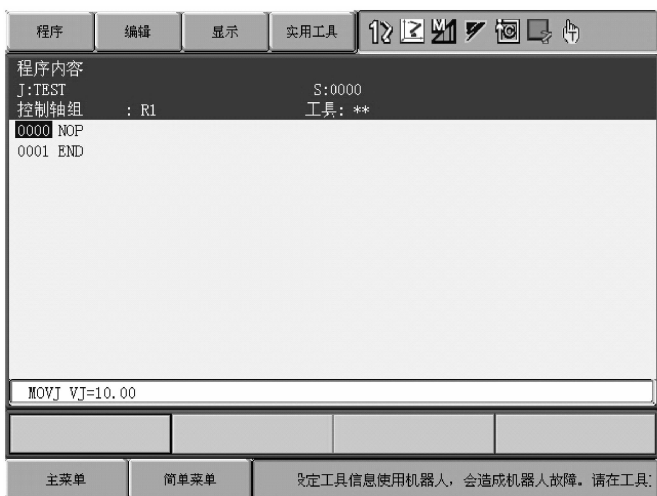 程序 编辑 显示 实用工具
程序内容
J:TEST S:0000
控制轴组 : R1 工具: **
0000 NOP
0001 END
MOVJ VJ=10.00
主菜单 简单菜单 定工具信息使用机器人，会造成机器人故障。请在工具